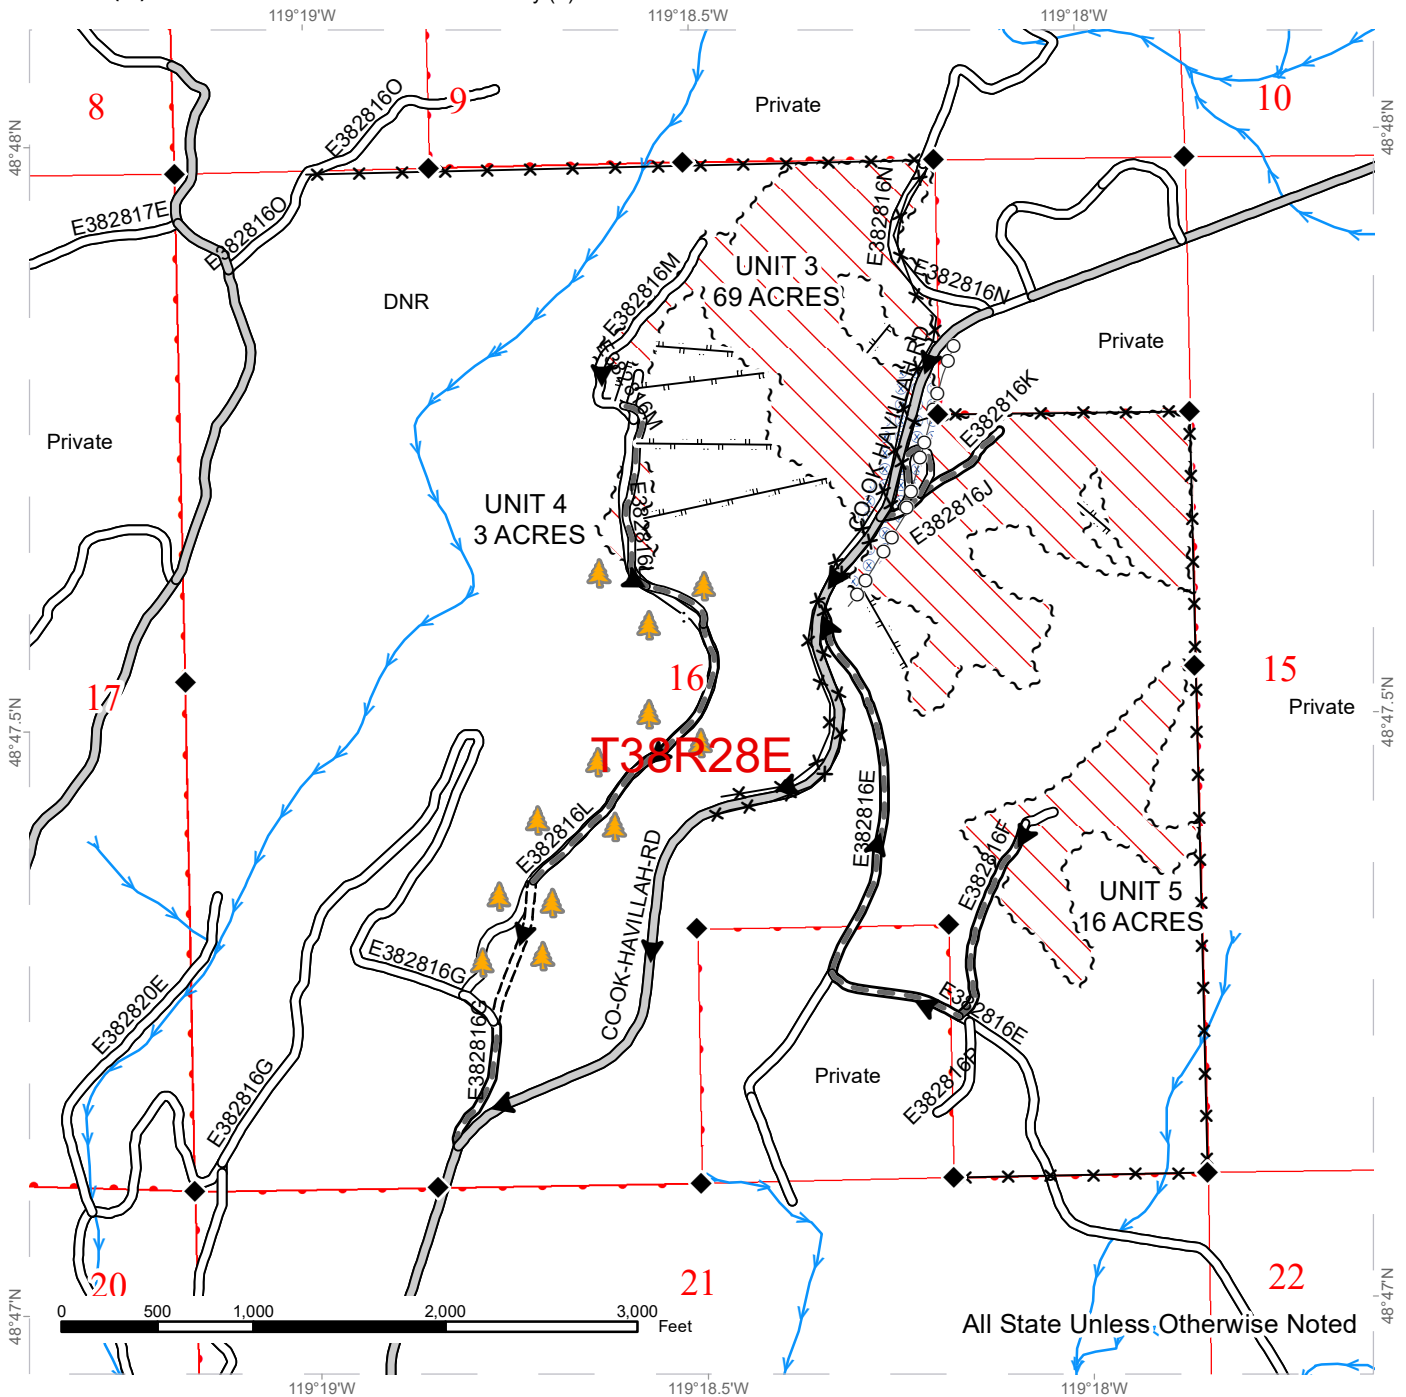 119°19'W
119°18.5'W
119°18'W
8
9
10
E382816O
Private
48°48'N
48°48'N
E382817E
E382816O
E382816N
UNIT 3
69 ACRES
E382816N
DNR
E382816M
Private
CO-OK-HAVILLAH-RD
E382816K
Private
UNIT 4
3 ACRES
E382816L
E382816J
16
15
17
Private
48°47.5'N
48°47.5'N
T38R28E
E382816E
E382816L
E382816F
CO-OK-HAVILLAH-RD
UNIT 5
16 ACRES
E382816G
E382820E
E382816G
E382816E
E382816G
Private
E382816P
20
21
22
48°47'N
48°47'N
0 500 1,000 2,000 3,000
Feet
All State Unless Otherwise Noted
119°19'W
119°18.5'W
119°18'W